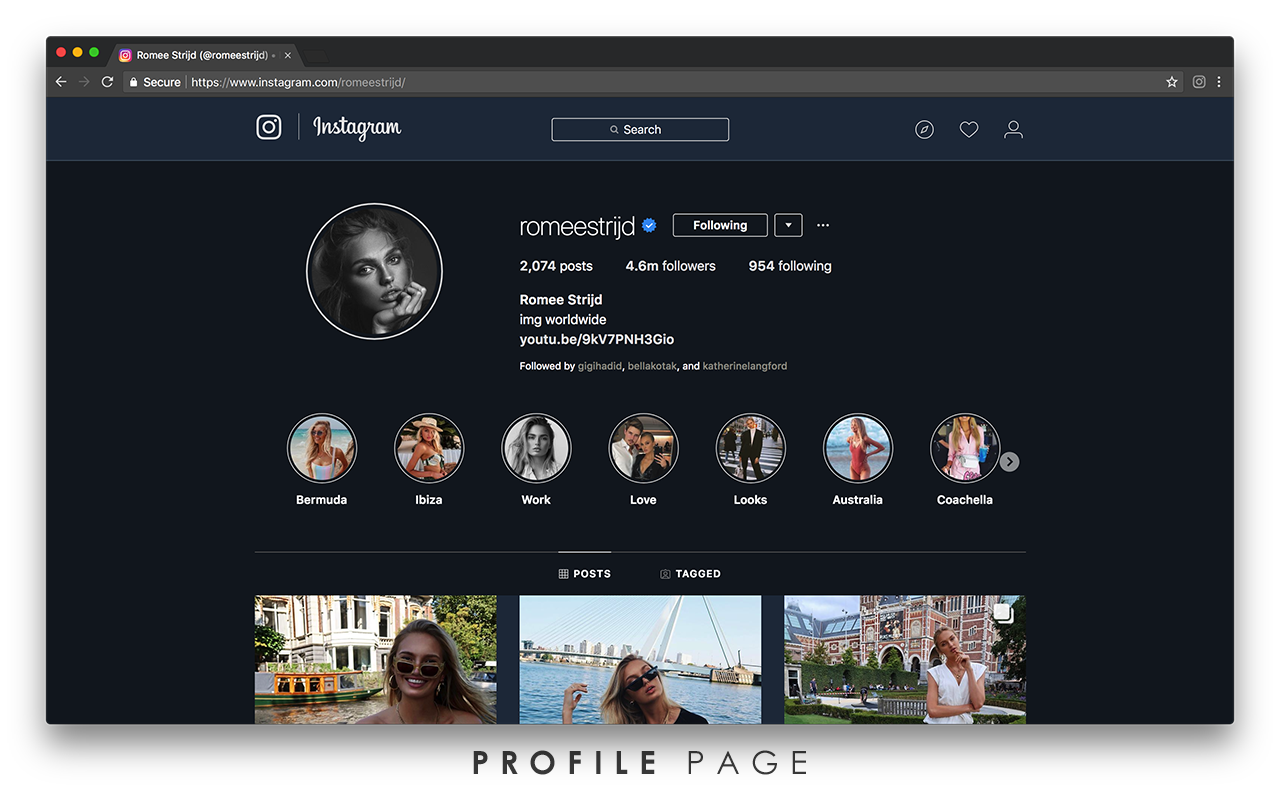 Romee Strijd (@romeestrijd) •
Secure https://www.instagram.com/romeestrijd/
Instagram
Search
romeestrijd Following
2,074 posts 4.6m followers 954 following
Romee Strijd
img worldwide
youtu.be/9kV7PNH3Gio
Followed by gigihadid, bellakotak, and katherinelangford
Bermuda Ibiza Work Love Looks Australia Coachella
POSTS TAGGED
PROFILE PAGE